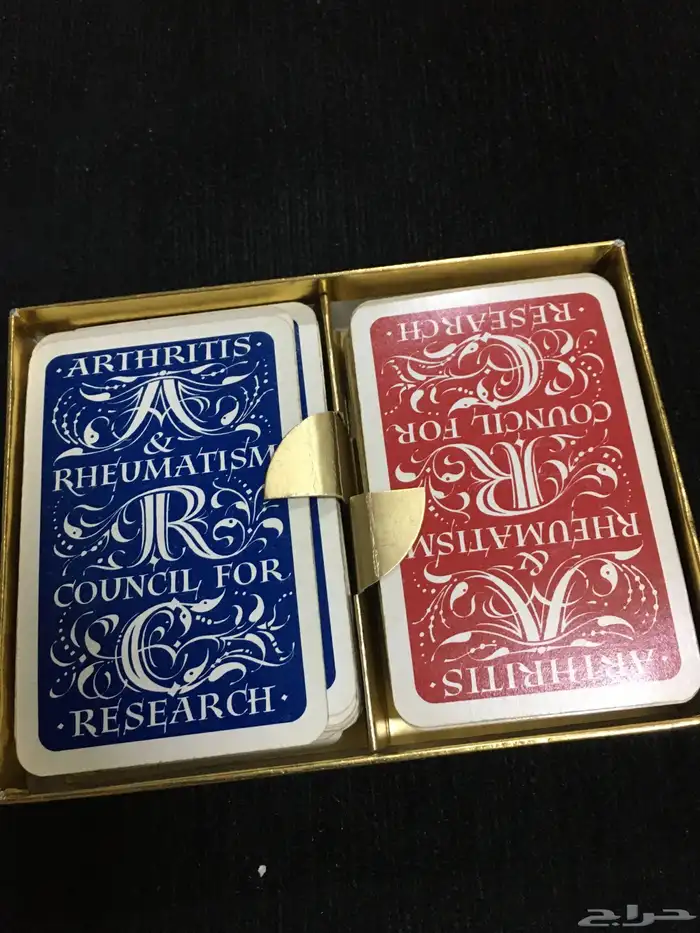 · ARTHRITIS ·
A
&
RHEUMATISM
R
COUNCIL FOR
C
· RESEARCH ·
· ARTHRITIS ·
A
&
RHEUMATISM
R
COUNCIL FOR
C
· RESEARCH ·
حراج